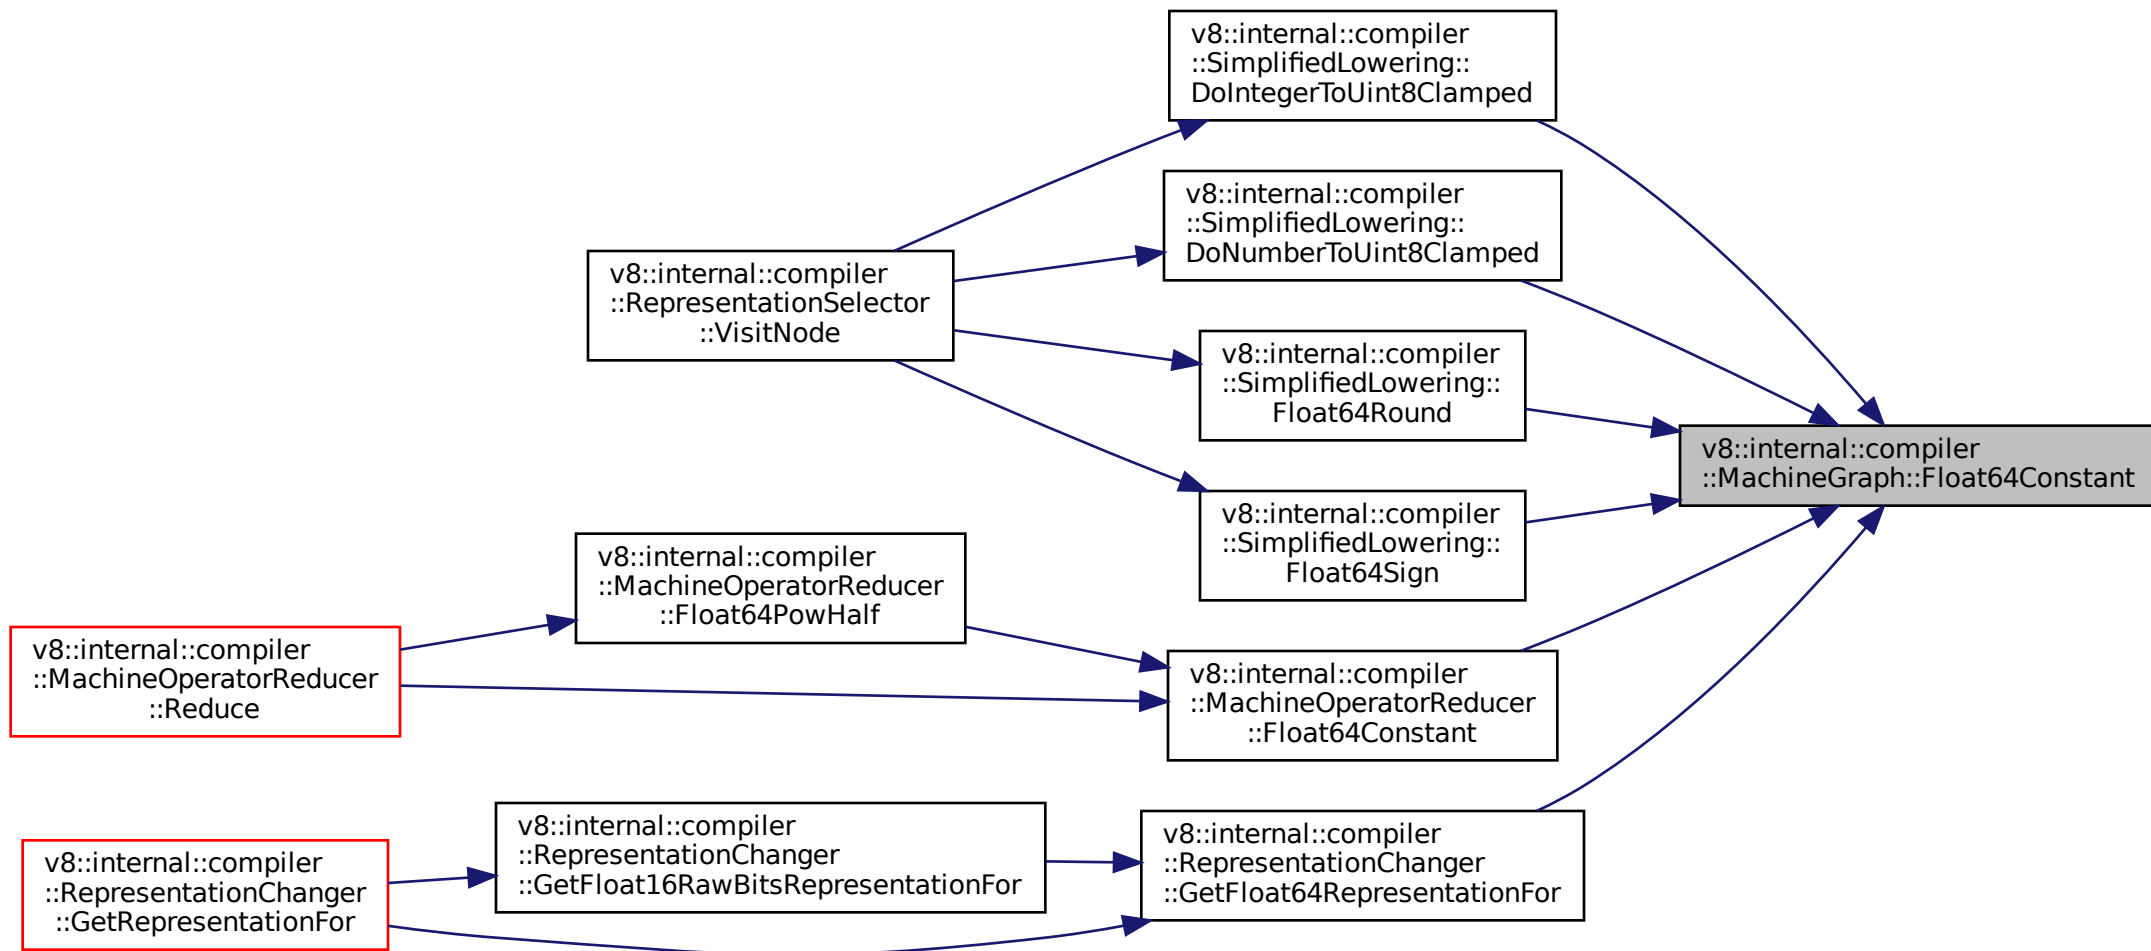 v8::internal::compiler
::SimplifiedLowering::
DoIntegerToUint8Clamped
v8::internal::compiler
::SimplifiedLowering::
DoNumberToUint8Clamped
v8::internal::compiler
::RepresentationSelector
::VisitNode
v8::internal::compiler
::SimplifiedLowering::
Float64Round
v8::internal::compiler
::MachineGraph::Float64Constant
v8::internal::compiler
::SimplifiedLowering::
Float64Sign
v8::internal::compiler
::MachineOperatorReducer
::Float64PowHalf
v8::internal::compiler
::MachineOperatorReducer
::Reduce
v8::internal::compiler
::MachineOperatorReducer
::Float64Constant
v8::internal::compiler
::RepresentationChanger
::GetFloat16RawBitsRepresentationFor
v8::internal::compiler
::RepresentationChanger
::GetFloat64RepresentationFor
v8::internal::compiler
::RepresentationChanger
::GetRepresentationFor